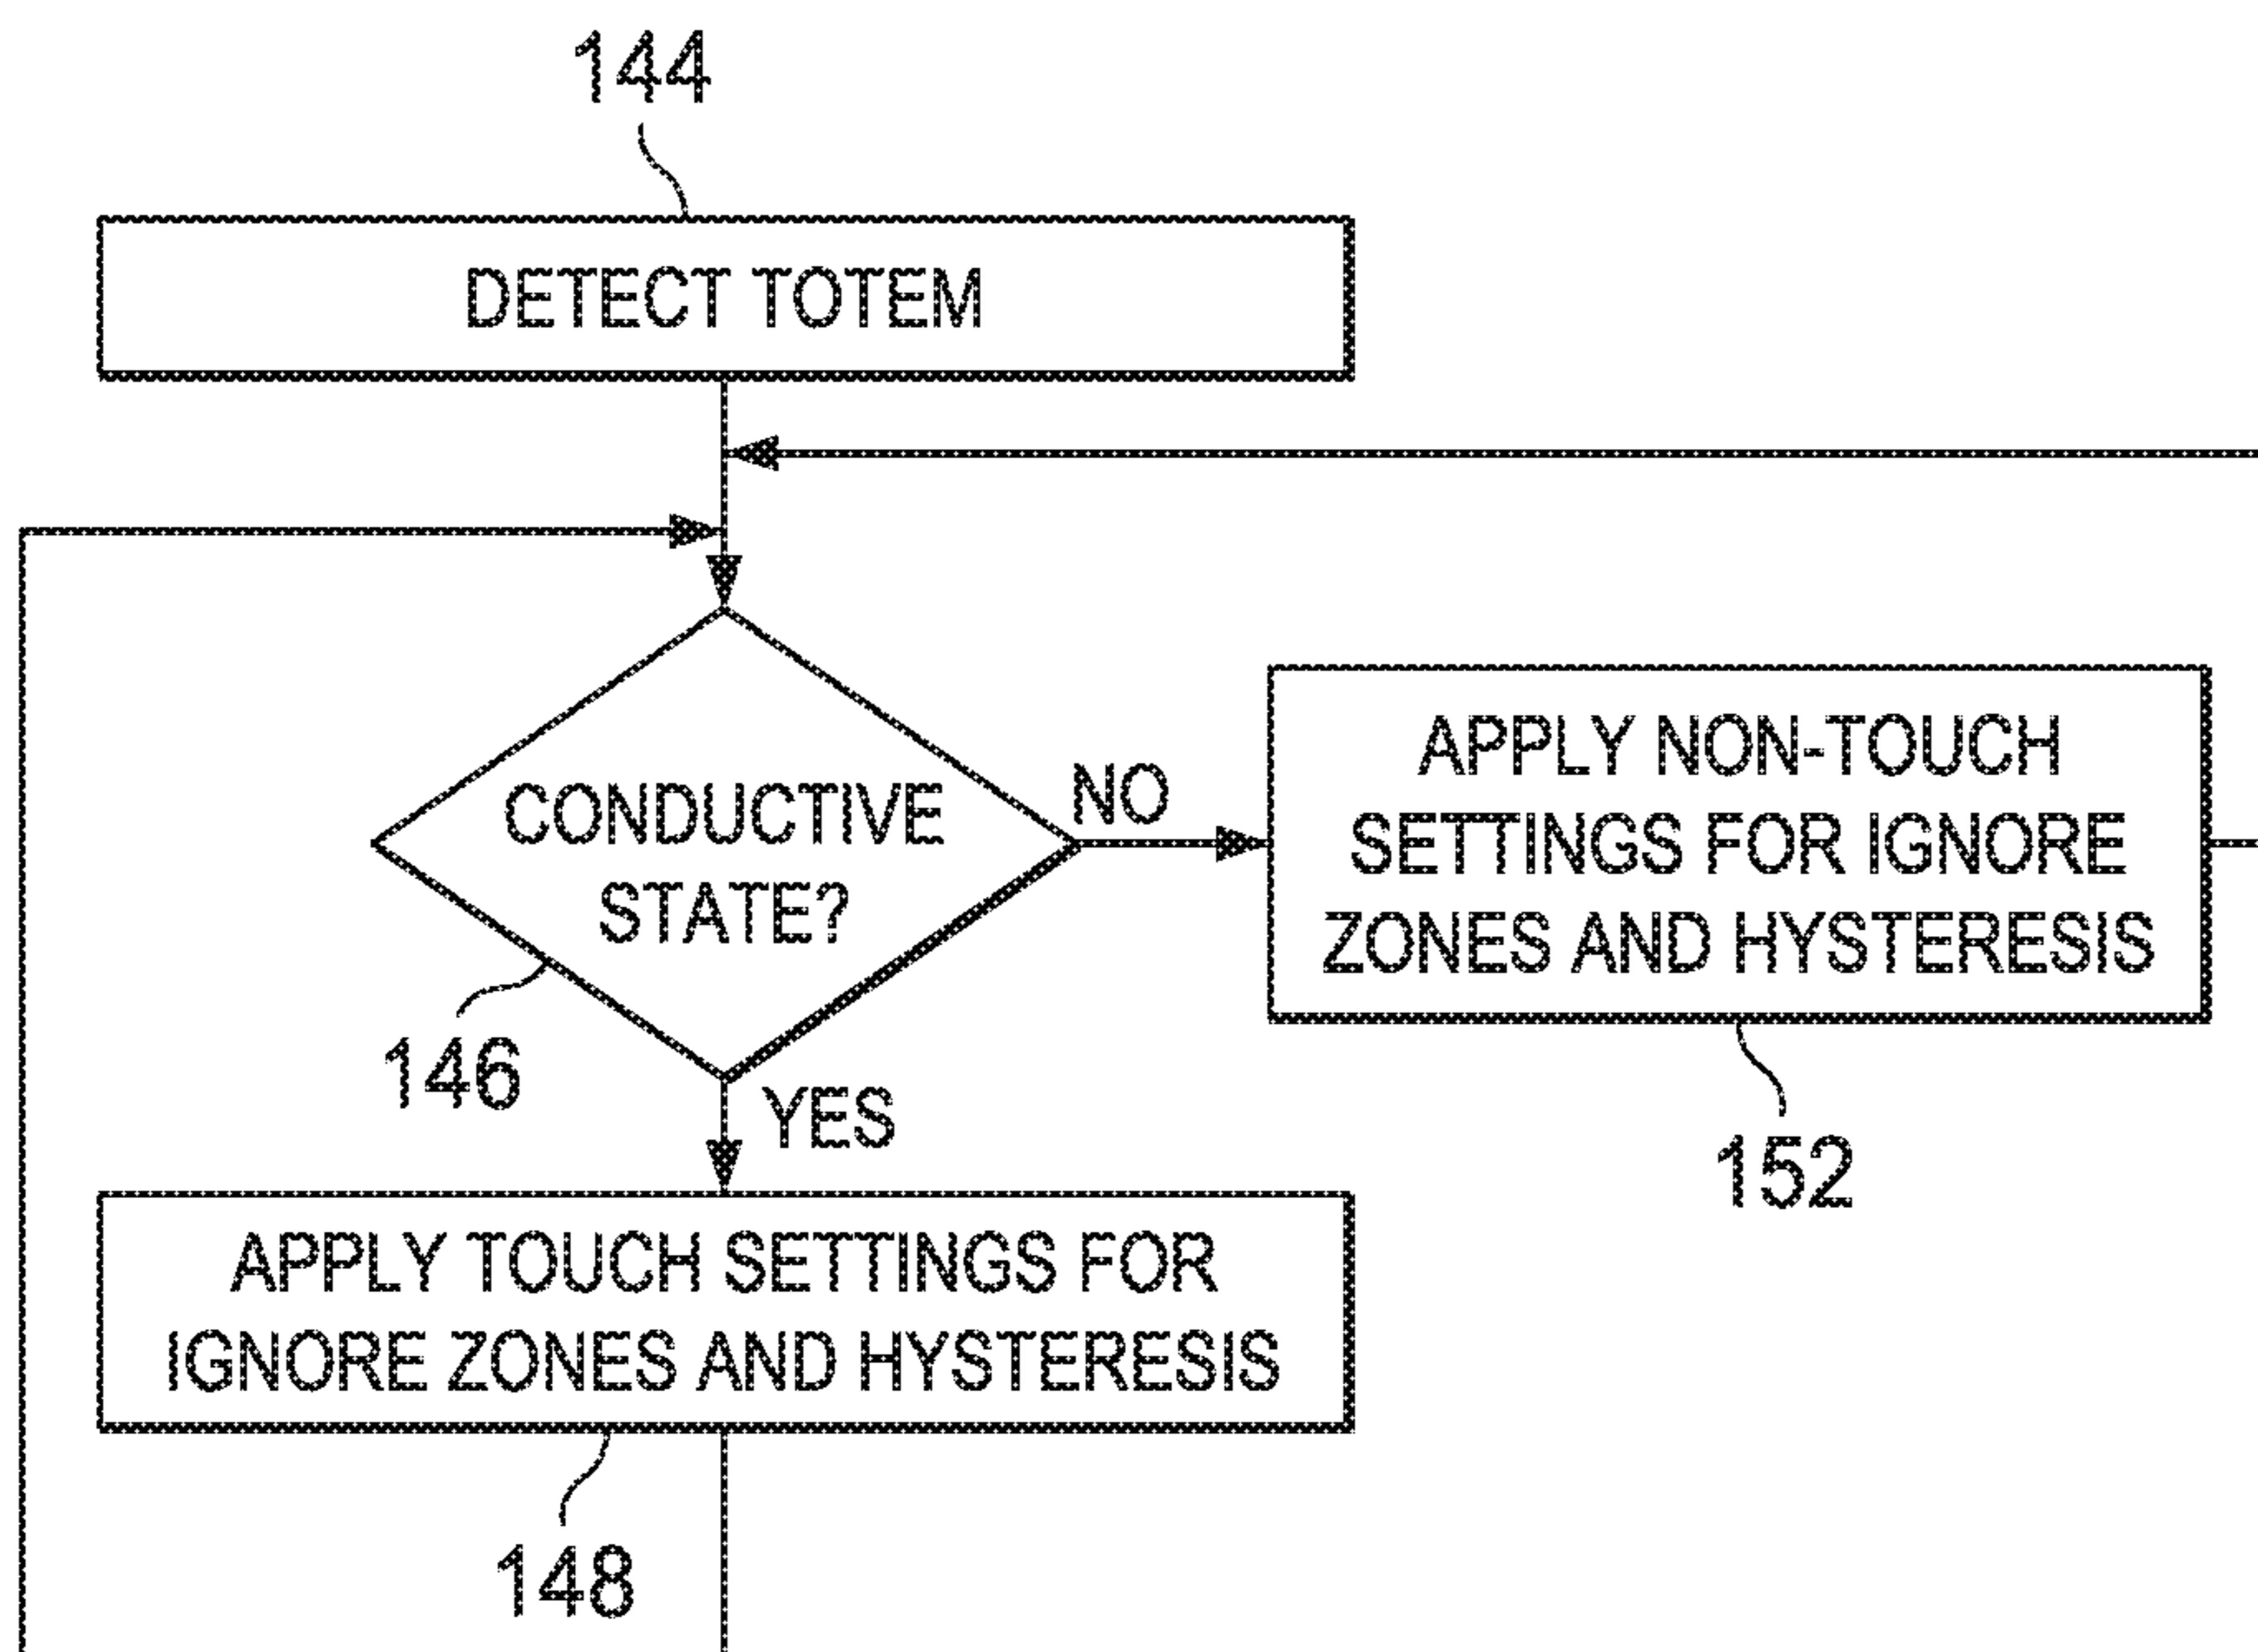 144
DETECT TOTEM
CONDUCTIVE
STATE?
NO
APPLY NON-TOUCH
SETTINGS FOR IGNORE
ZONES AND HYSTERESIS
146
YES
152
APPLY TOUCH SETTINGS FOR
IGNORE ZONES AND HYSTERESIS
148